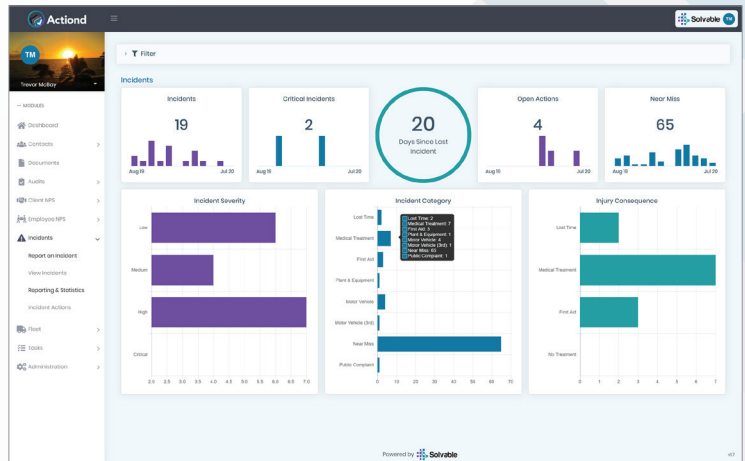 Actiond
Solvable TM
TM
Trevor McBoy
Filter
Incidents
— MODULES
Dashboard
Contacts
Documents
Audits
Client NPS
Employee NPS
Incidents
Report an Incident
View Incidents
Reporting & Statistics
Incident Actions
Fleet
Tasks
Administration
Incidents
19
Aug 19 Jul 20
Critical Incidents
2
Aug 19 Jul 20
20
Days Since Last
Incident
Open Actions
4
Aug 19 Jul 20
Near Miss
65
Aug 19 Jul 20
Incident Severity
Low
Medium
High
Critical
2.0 2.5 3.0 3.5 4.0 4.5 5.0 5.5 6.0 6.5 7.0
Incident Category
Lost Time
Medical Treatment
First Aid
Plant & Equipment
Motor Vehicle
Motor Vehicle (3rd)
Near Miss
Public Complaint
0 10 20 30 40 50 60 70
Lost Time: 2
Medical Treatment: 7
First Aid: 3
Plant & Equipment: 1
Motor Vehicle: 4
Motor Vehicle (3rd): 1
Near Miss: 65
Public Complaint: 1
Injury Consequence
Lost Time
Medical Treatment
First Aid
No Treatment
0 1 2 3 4 5 6 7
Powered by Solvable